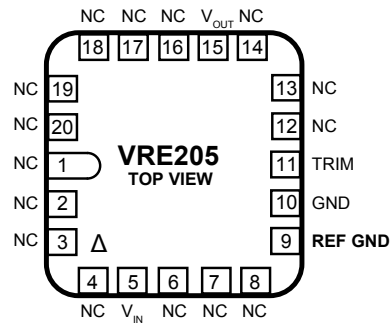 NC NC NC VOUT NC
18 17 16 15 14
NC 19 13 NC
NC 20 12 NC
NC 1 VRE205 11 TRIM
TOP VIEW
NC 2 10 GND
NC 3 Δ 9 REF GND
4 5 6 7 8
NC VIN NC NC NC